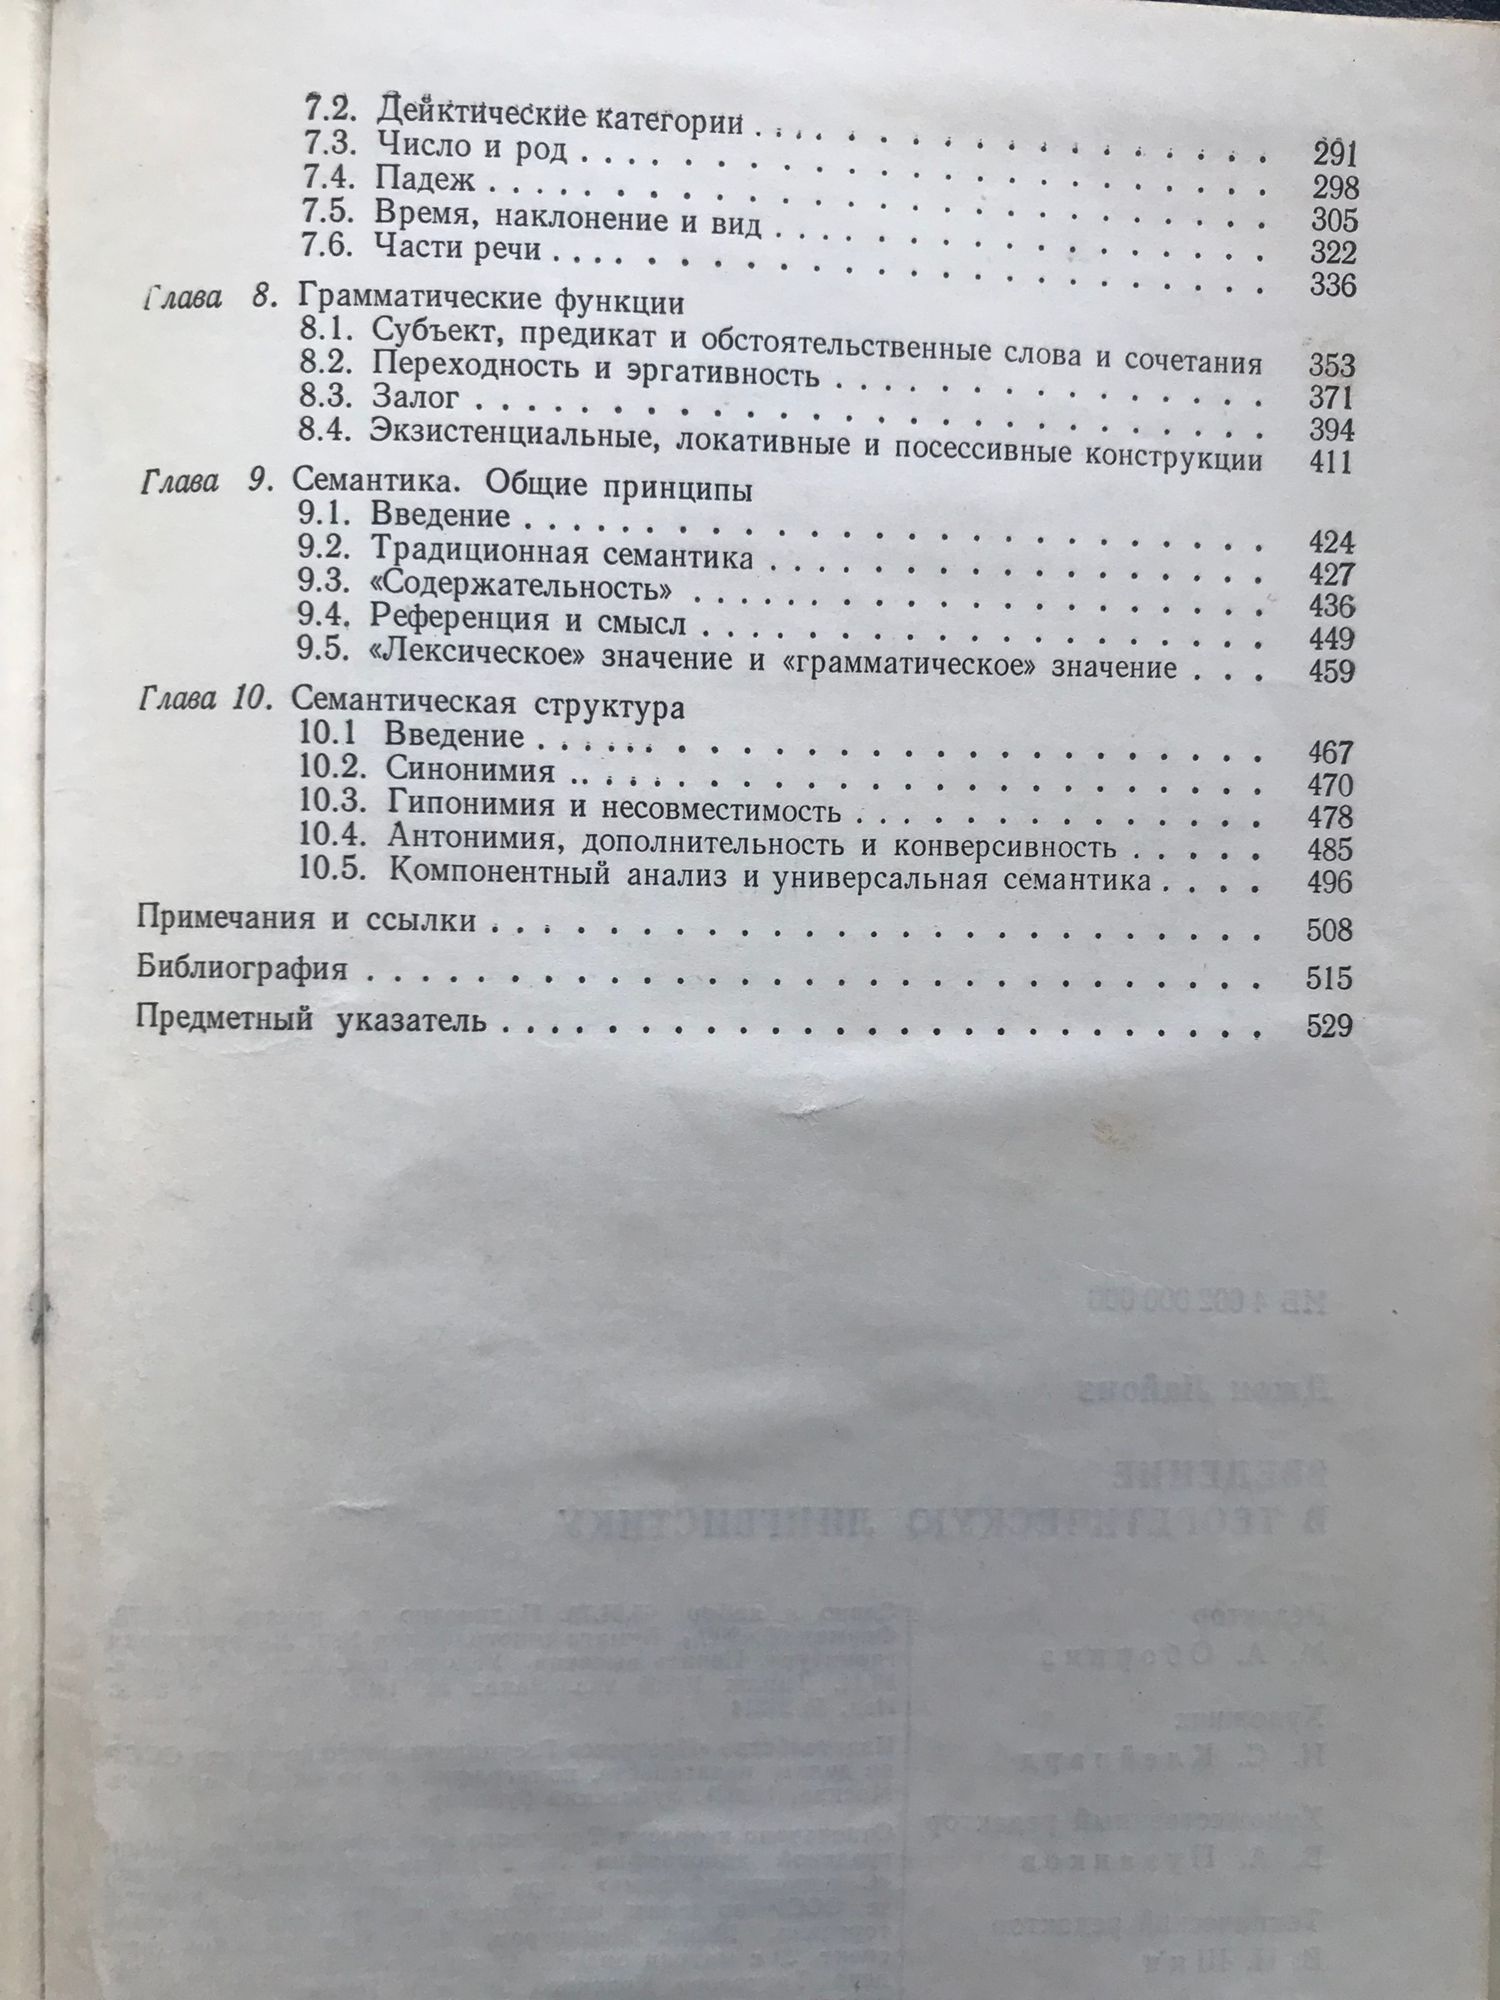 7.2. Дейктические категории . . . . . . . . . . . . . . . . 291
7.3. Число и род . . . . . . . . . . . . . . . . . . . . 298
7.4. Падеж . . . . . . . . . . . . . . . . . . . . . . . 305
7.5. Время, наклонение и вид . . . . . . . . . . . . . . . 322
7.6. Части речи . . . . . . . . . . . . . . . . . . . . . 336
Глава 8. Грамматические функции
8.1. Субъект, предикат и обстоятельственные слова и сочетания 353
8.2. Переходность и эргативность . . . . . . . . . . . . . 371
8.3. Залог . . . . . . . . . . . . . . . . . . . . . . . 394
8.4. Экзистенциальные, локативные и посессивные конструкции 411
Глава 9. Семантика. Общие принципы
9.1. Введение . . . . . . . . . . . . . . . . . . . . . . 424
9.2. Традиционная семантика . . . . . . . . . . . . . . . 427
9.3. «Содержательность» . . . . . . . . . . . . . . . . . 436
9.4. Референция и смысл . . . . . . . . . . . . . . . . . 449
9.5. «Лексическое» значение и «грамматическое» значение . . . 459
Глава 10. Семантическая структура
10.1 Введение . . . . . . . . . . . . . . . . . . . . . . 467
10.2. Синонимия . . . . . . . . . . . . . . . . . . . . . 470
10.3. Гипонимия и несовместимость . . . . . . . . . . . . . 478
10.4. Антонимия, дополнительность и конверсивность . . . . . 485
10.5. Компонентный анализ и универсальная семантика . . . . 496
Примечания и ссылки . . . . . . . . . . . . . . . . . . . . 508
Библиография . . . . . . . . . . . . . . . . . . . . . . . 515
Предметный указатель . . . . . . . . . . . . . . . . . . . 529
Джон Лайонз
ВВЕДЕНИЕ
В ТЕОРЕТИЧЕСКУЮ ЛИНГВИСТИКУ